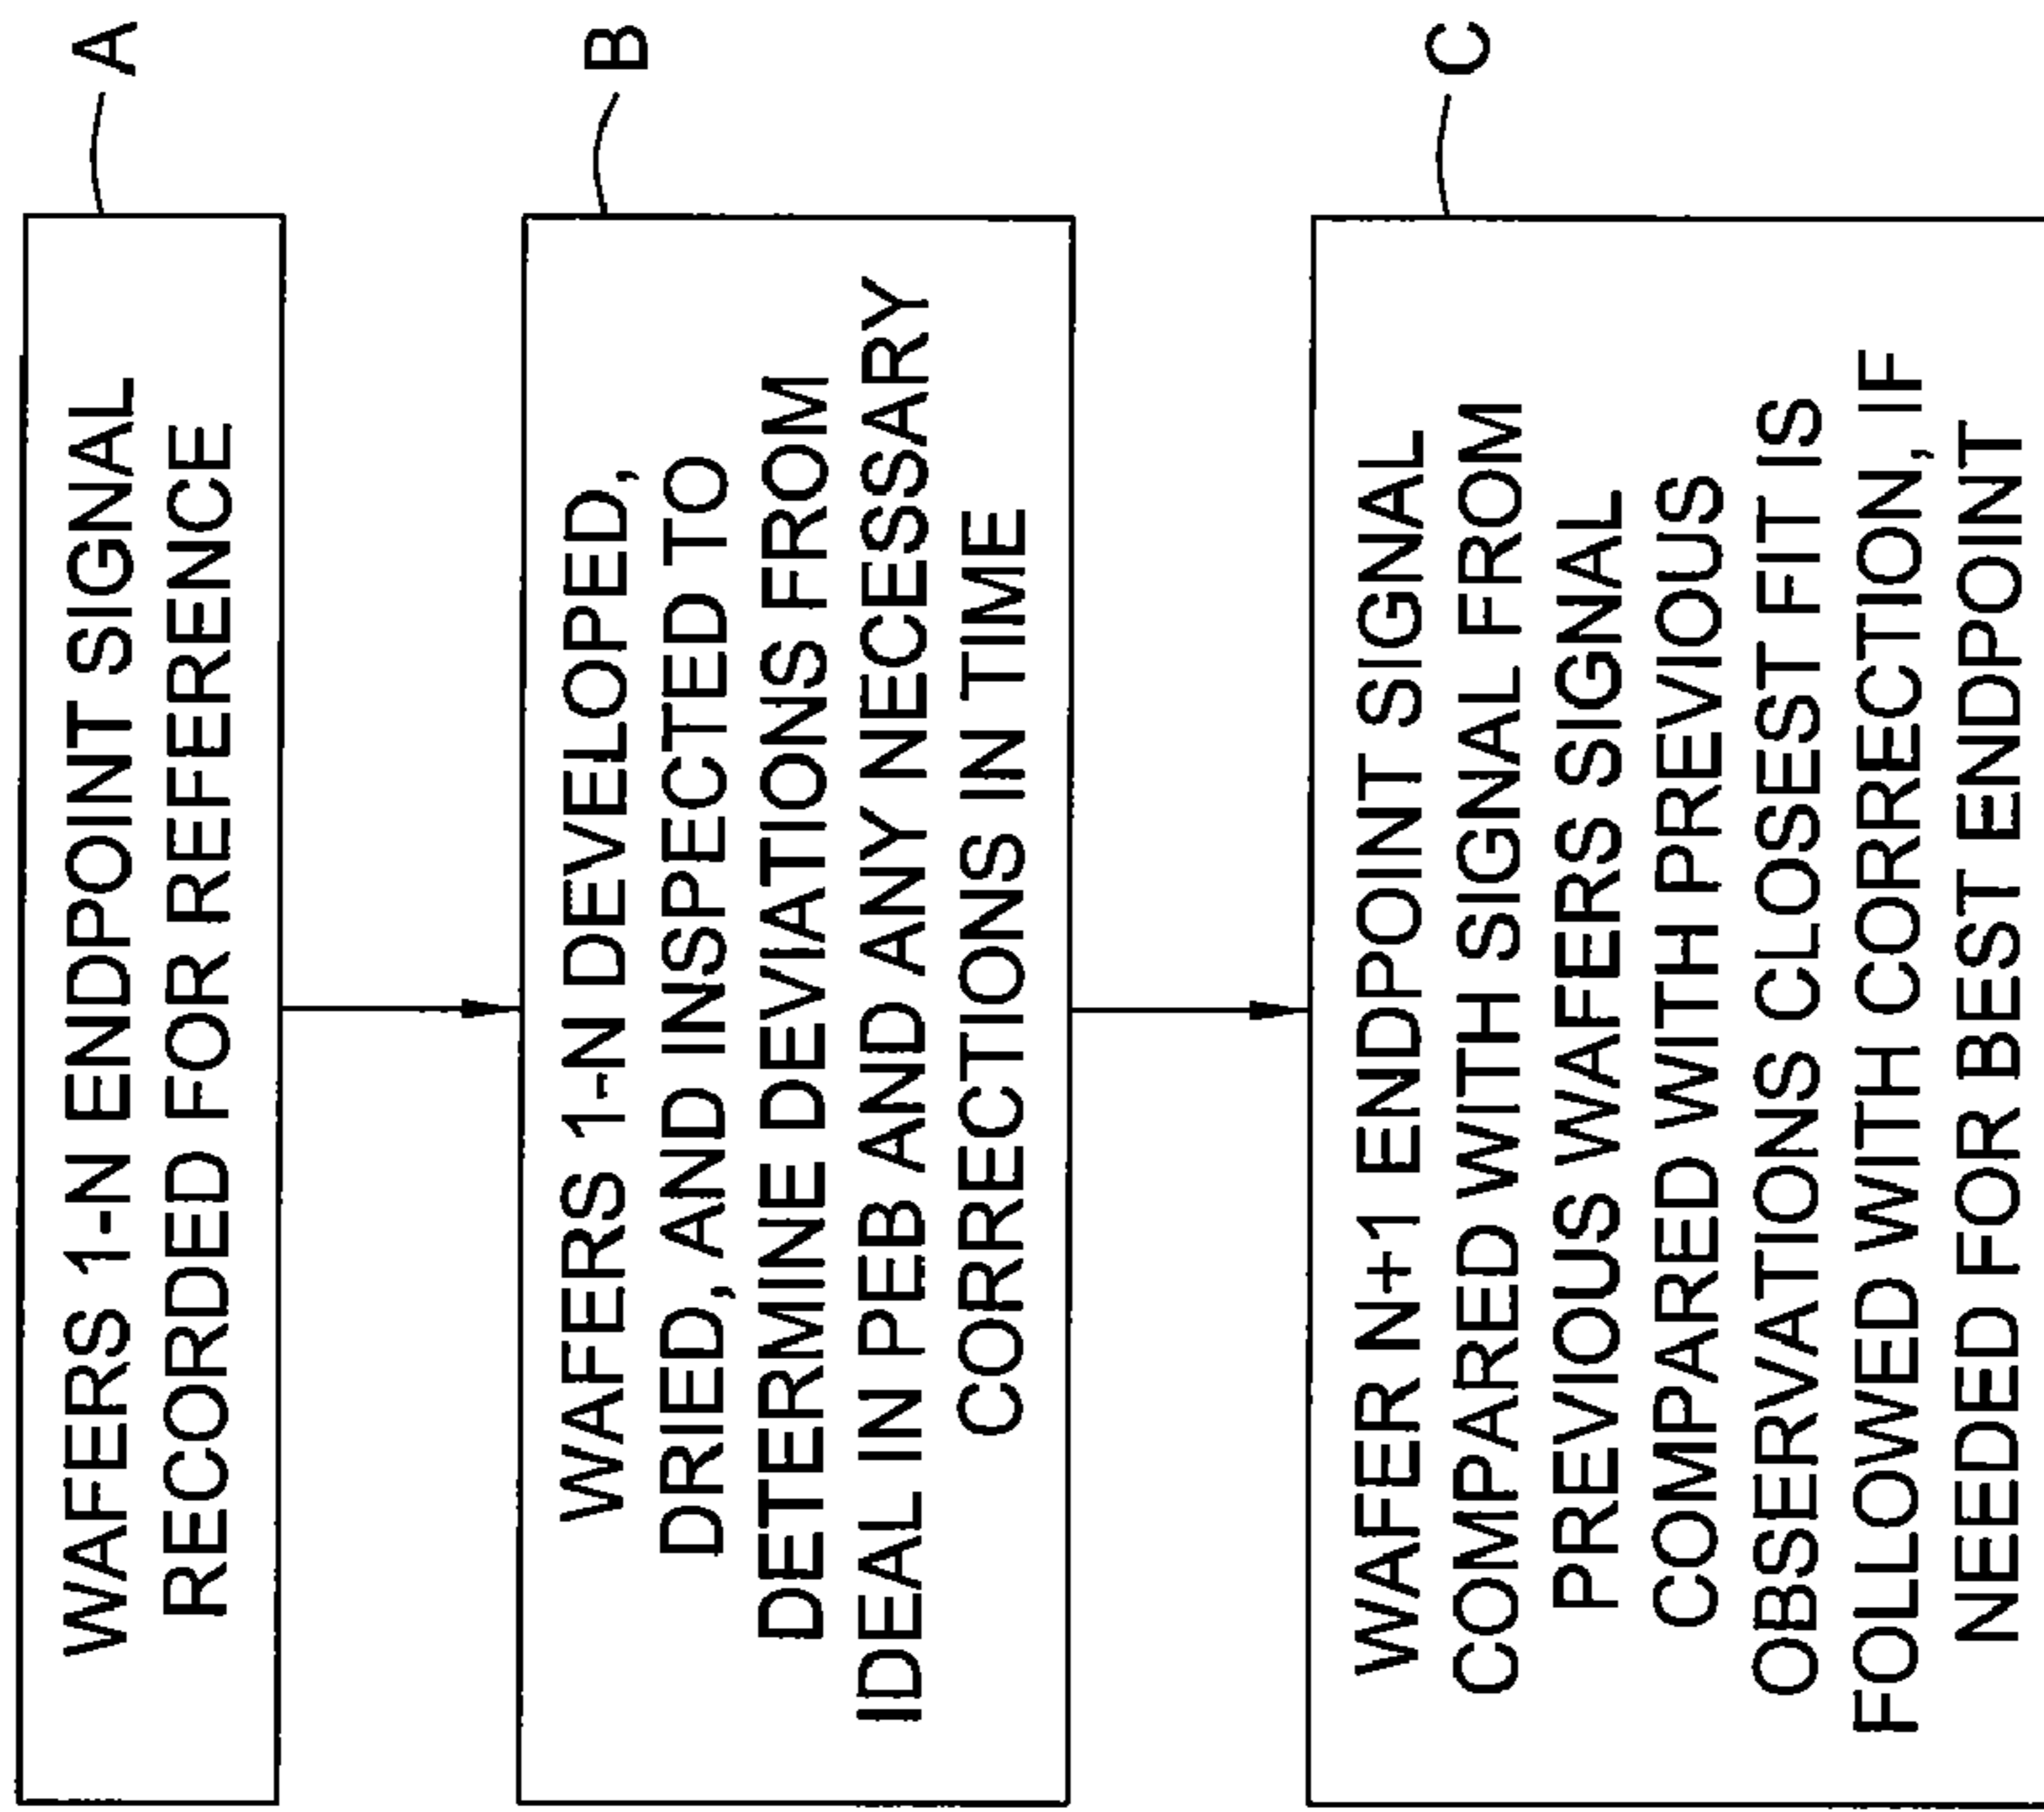 WAFERS 1-N ENDPOINT SIGNAL
RECORDED FOR REFERENCE
A
WAFERS 1-N DEVELOPED,
DRIED, AND INSPECTED TO
DETERMINE DEVIATIONS FROM
IDEAL IN PEB AND ANY NECESSARY
CORRECTIONS IN TIME
B
WAFER N+1 ENDPOINT SIGNAL
COMPARED WITH SIGNAL FROM
PREVIOUS WAFERS SIGNAL
COMPARED WITH PREVIOUS
OBSERVATIONS CLOSEST FIT IS
FOLLOWED WITH CORRECTION, IF
NEEDED FOR BEST ENDPOINT
C